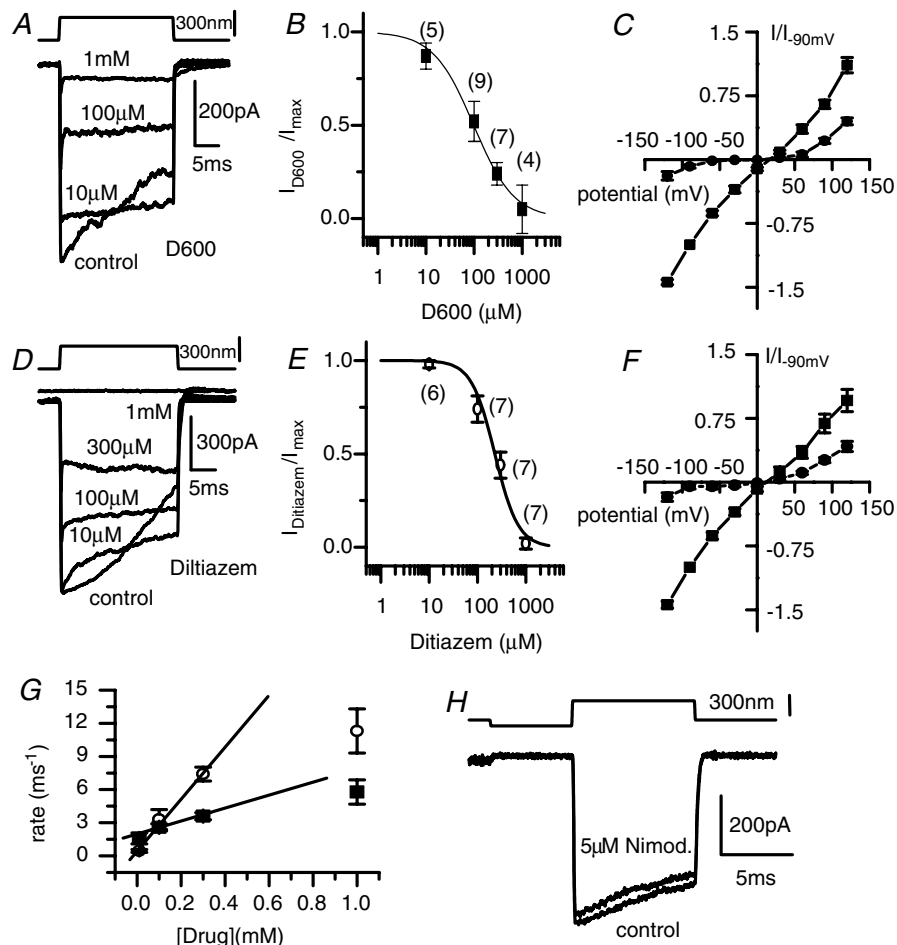 A
300nm
1mM
100μM
200pA
5ms
10μM
control
D600
B
I_D600/I_max
1.0
0.5
0.0
(5)
(9)
(7)
(4)
1 10 100 1000
D600 (μM)
C
I/I_-90mV
1.5
0.75
-150 -100 -50
50 100 150
potential (mV)
-0.75
-1.5
D
300nm
1mM
300μM
300pA
5ms
100μM
10μM
Diltiazem
control
E
I_Ditiazem/I_max
1.0
0.5
0.0
(6)
(7)
(7)
(7)
1 10 100 1000
Ditiazem (μM)
F
I/I_-90mV
1.5
0.75
-150 -100 -50
50 100 150
potential (mV)
-0.75
-1.5
G
rate (ms⁻¹)
15
12
9
6
3
0
0.0 0.2 0.4 0.6 0.8 1.0
[Drug](mM)
H
300nm
5μM Nimod.
200pA
5ms
control